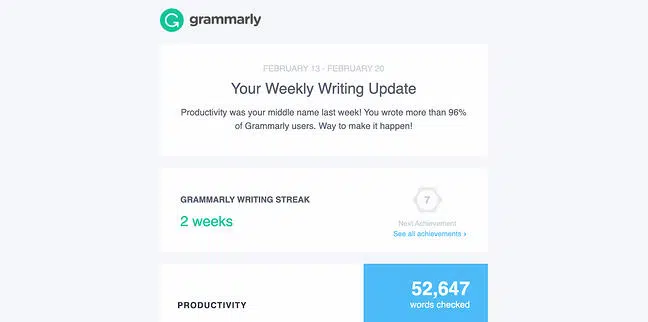 grammarly
FEBRUARY 13 - FEBRUARY 20
Your Weekly Writing Update
Productivity was your middle name last week! You wrote more than 96%
of Grammarly users. Way to make it happen!
GRAMMARLY WRITING STREAK
2 weeks
7
Next Achievement
See all achievements ›
PRODUCTIVITY
52,647
words checked